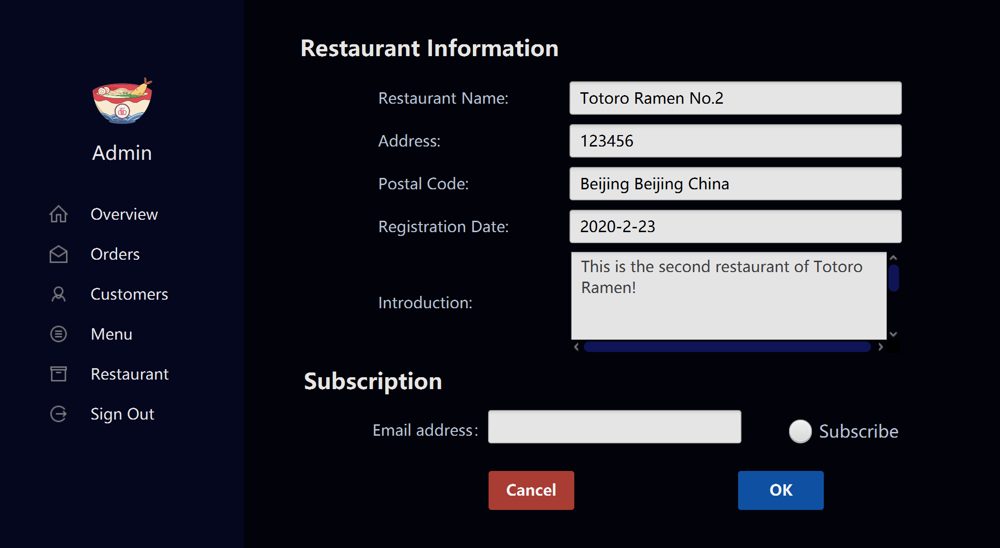 面
Admin
Overview
Orders
Customers
Menu
Restaurant
Sign Out
Restaurant Information
Restaurant Name: Totoro Ramen No.2
Address: 123456
Postal Code: Beijing Beijing China
Registration Date: 2020-2-23
Introduction: This is the second restaurant of Totoro
Ramen!
Subscription
Email address: Subscribe
Cancel OK